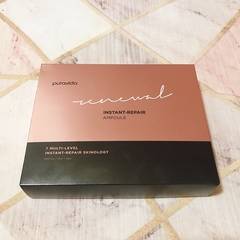 puravida
renewal
INSTANT-REPAIR
AMPOULE
7 MULTI-LEVEL
INSTANT-REPAIR SKINOLOGY